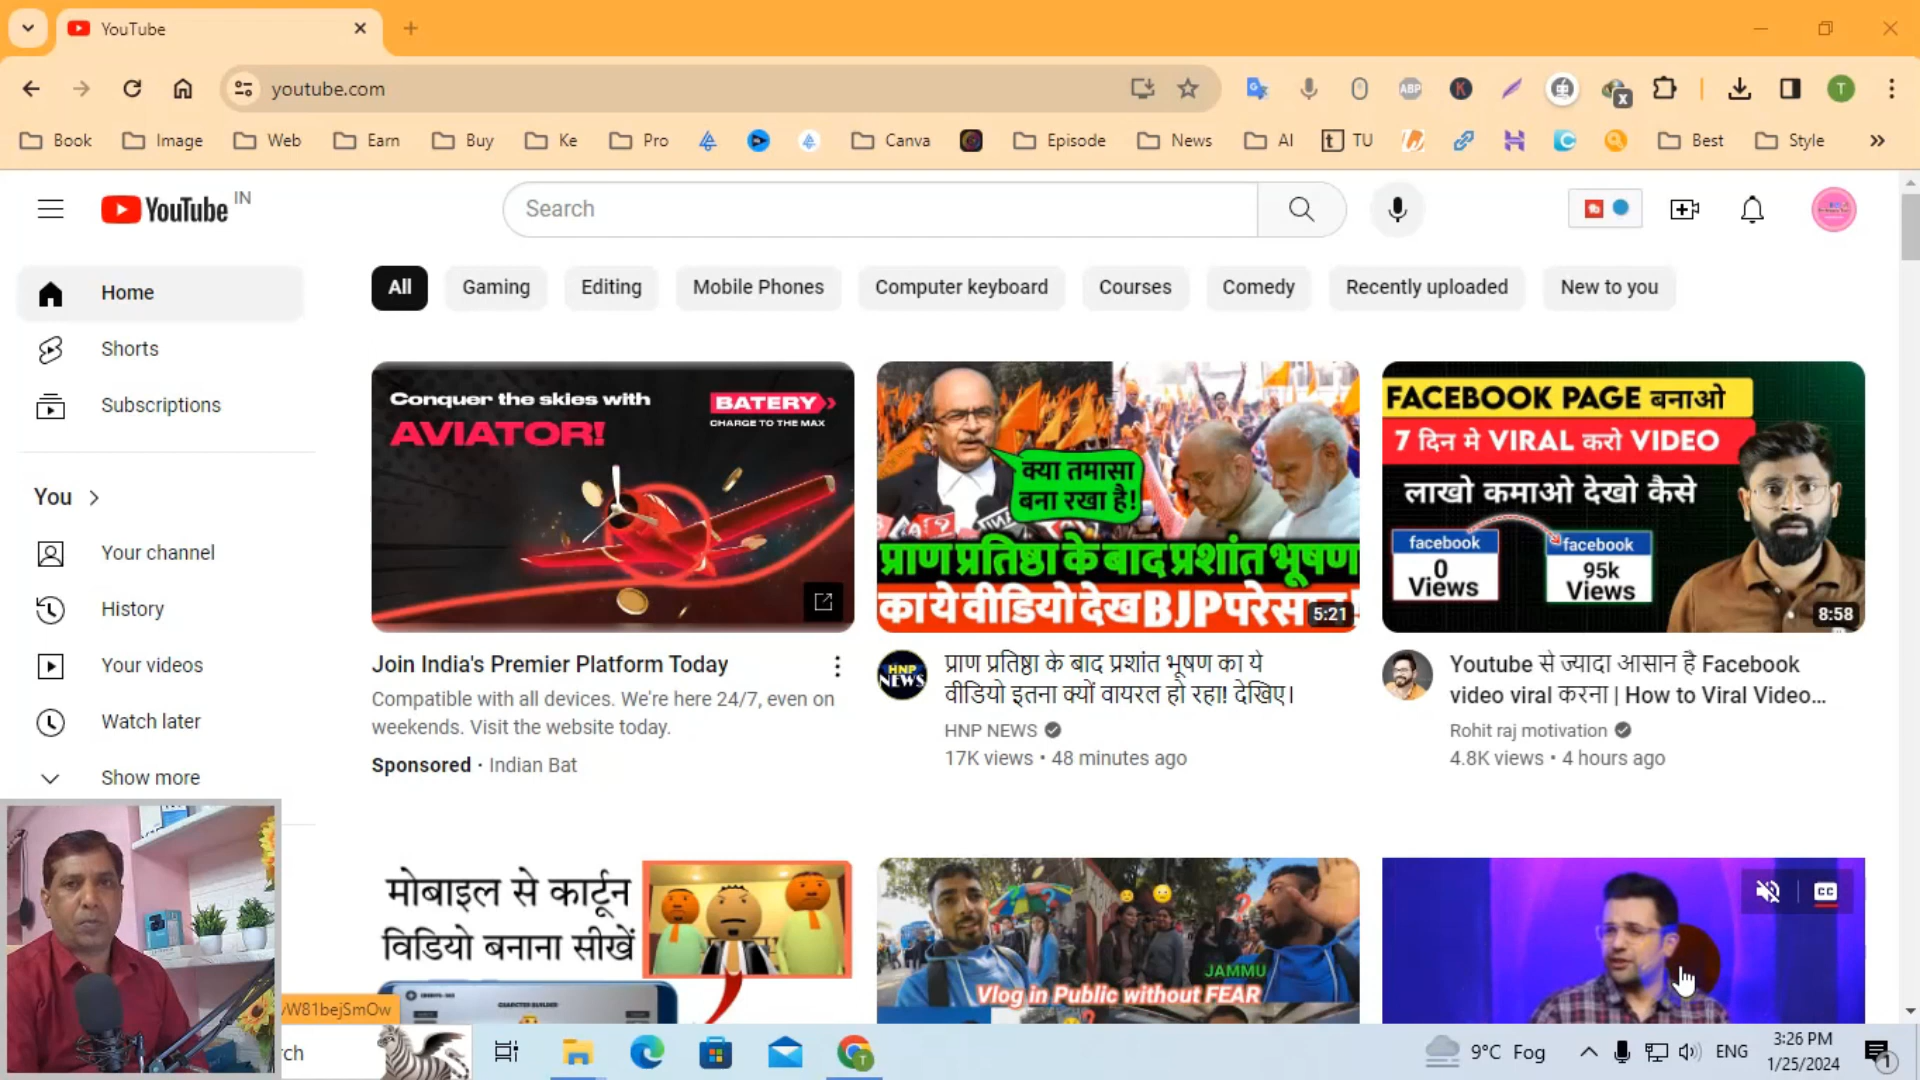 YouTube
youtube.com
Book
Image
Web
Earn
Buy
Ke
Pro
Canva
Episode
News
AI
TU
Best
Style
YouTube IN
Search
Home
Shorts
Subscriptions
You
Your channel
History
Your videos
Watch later
Show more
All
Gaming
Editing
Mobile Phones
Computer keyboard
Courses
Comedy
Recently uploaded
New to you
Conquer the skies with
AVIATOR!
BATERY
CHARGE TO THE MAX
Join India's Premier Platform Today
Compatible with all devices. We're here 24/7, even on
weekends. Visit the website today.
Sponsored · Indian Bat
क्या तमासा
बना रखा है!
प्राण प्रतिष्ठा के बाद प्रशांत भूषण
का ये वीडियो देख BJP
5:21
HNP
NEWS
प्राण प्रतिष्ठा के बाद प्रशांत भूषण का ये
वीडियो इतना क्यों वायरल हो रहा! देखिए।
HNP NEWS
17K views • 48 minutes ago
FACEBOOK PAGE बनाओ
7 दिन मे VIRAL करो VIDEO
लाखो कमाओ देखो कैसे
facebook
0
Views
facebook
95k
Views
8:58
Youtube से ज्यादा आसान है Facebook
video viral करना | How to Viral Video...
Rohit raj motivation
4.8K views • 4 hours ago
मोबाइल से कार्टून
विडियो बनाना सीखें
JAMMU
Vlog in Public without FEAR
CC
/W81bejSmOw
rch
ABP
K
T
9°C Fog
ENG
3:26 PM
1/25/2024
1